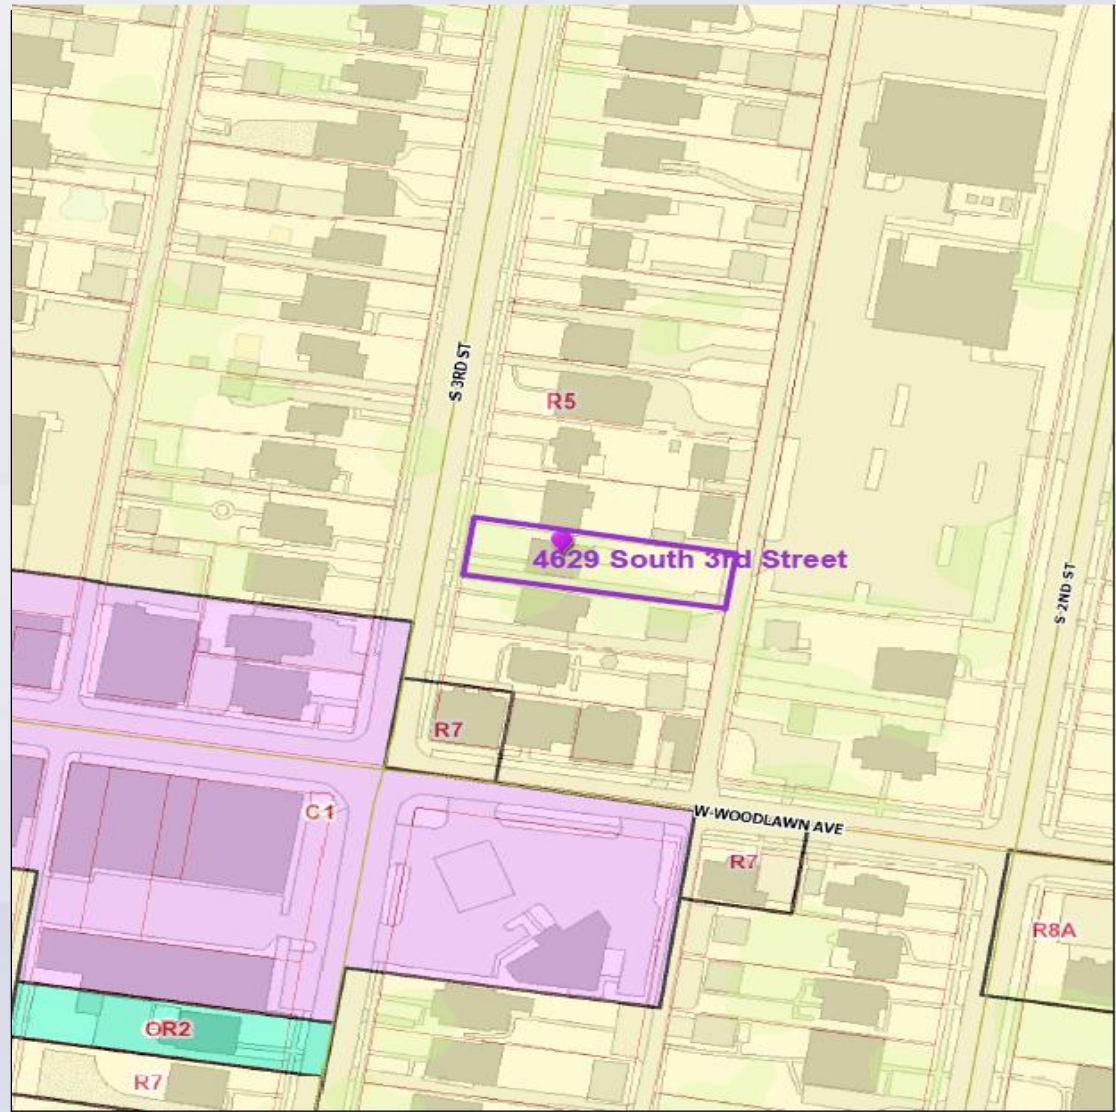 S 3RD ST
R5
4629 South 3rd Street
S 2ND ST
R7
C1
W WOODLAWN AVE
R7
R8A
OR2
R7